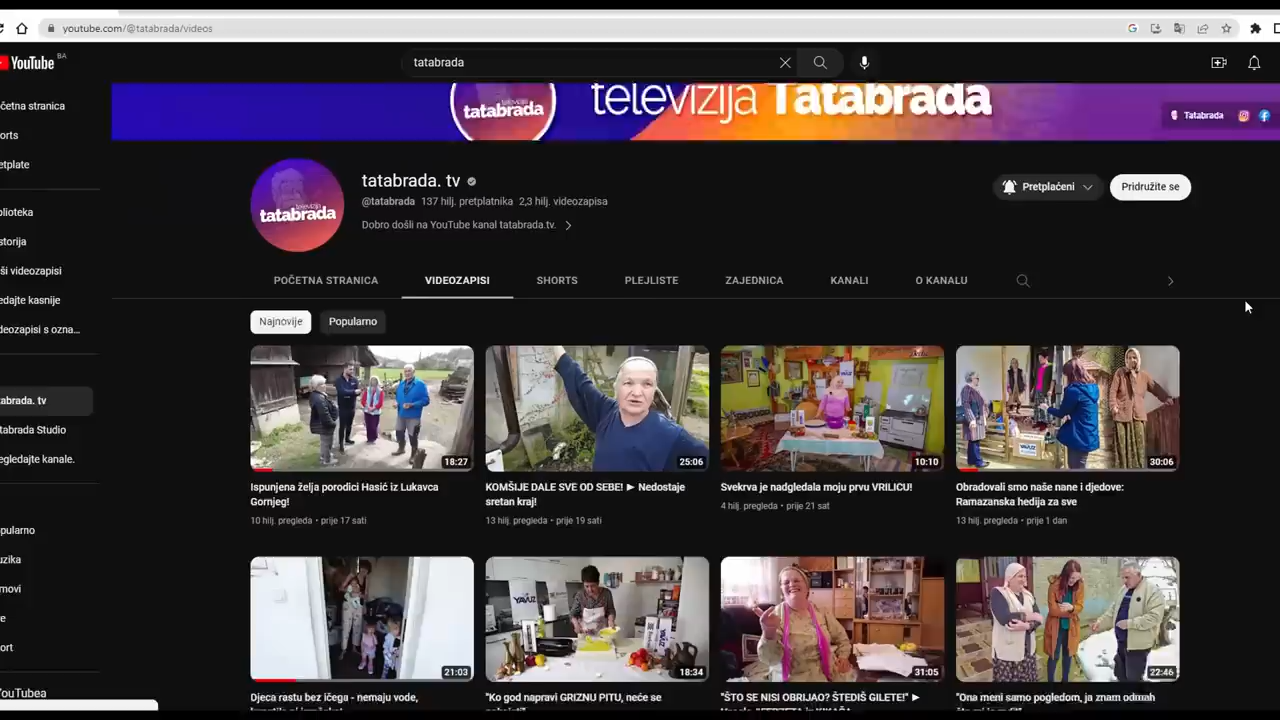 youtube.com/@tatabrada/videos
YouTube BA
tatabrada
televizija
tatabrada
televizija Tatabrada
Tatabrada
četna stranica
orts
etplate
blioteka
storija
ši videozapisi
edajte kasnije
deozapisi s ozna...
abrada. tv
tabrada Studio
egledajte kanale.
opularno
uzika
movi
e
ort
YouTubea
televizija
tatabrada
tatabrada. tv
@tatabrada 137 hilj. pretplatnika 2,3 hilj. videozapisa
Dobro došli na YouTube kanal tatabrada.tv.
Pretplaćeni
Pridružite se
POČETNA STRANICA VIDEOZAPISI SHORTS PLEJLISTE ZAJEDNICA KANALI O KANALU
Najnovije Popularno
18:27
Ispunjena želja porodici Hasić iz Lukavca
Gornjeg!
10 hilj. pregleda • prije 17 sati
25:06
KOMŠIJE DALE SVE OD SEBE! ► Nedostaje
sretan kraj!
13 hilj. pregleda • prije 19 sati
10:10
Svekrva je nadgledala moju prvu VRILICU!
4 hilj. pregleda • prije 21 sat
YAVUZ
30:06
Obradovali smo naše nane i djedove:
Ramazanska hedija za sve
13 hilj. pregleda • prije 1 dan
21:03
Djeca rastu bez ičega - nemaju vode,
YAVUZ
18:34
"Ko god napravi GRIZNU PITU, neće se
31:05
"ŠTO SE NISI OBRIJAO? ŠTEDIŠ GILETE!" ►
22:46
"Ona meni samo pogledom, ja znam odmah